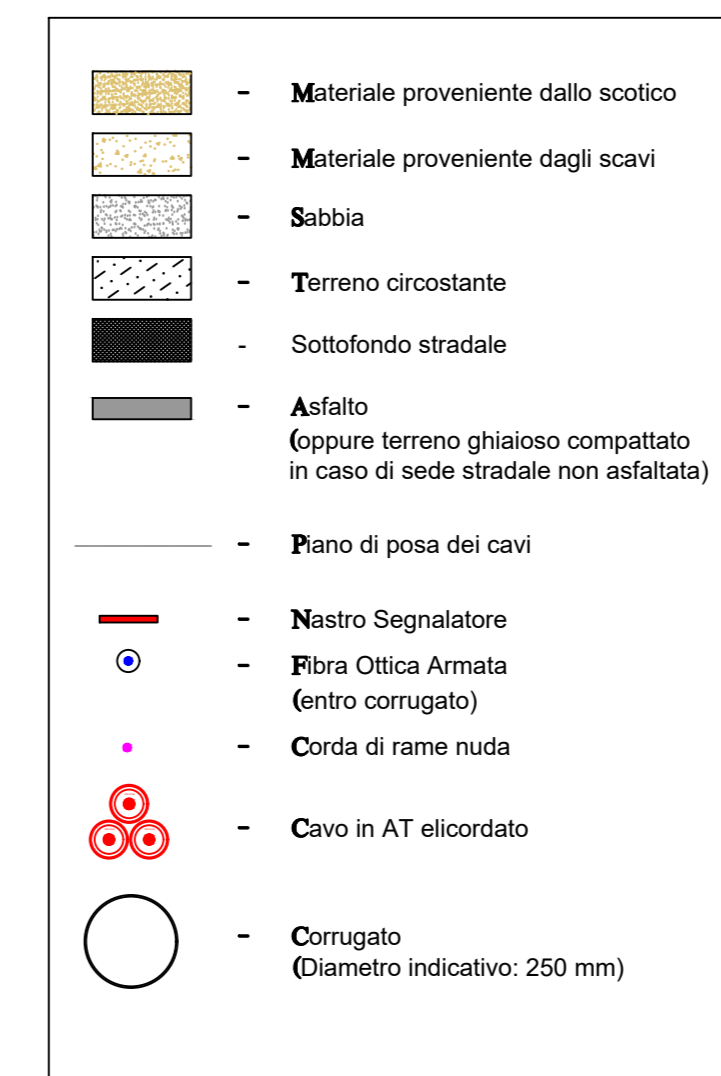 - Materiale proveniente dallo scotico
- Materiale proveniente dagli scavi
- Sabbia
- Terreno circostante
- Sottofondo stradale
- Asfalto
(oppure terreno ghiaioso compattato
in caso di sede stradale non asfaltata)
- Piano di posa dei cavi
- Nastro Segnalatore
- Fibra Ottica Armata
(entro corrugato)
- Corda di rame nuda
- Cavo in AT elicordato
- Corrugato
(Diametro indicativo: 250 mm)